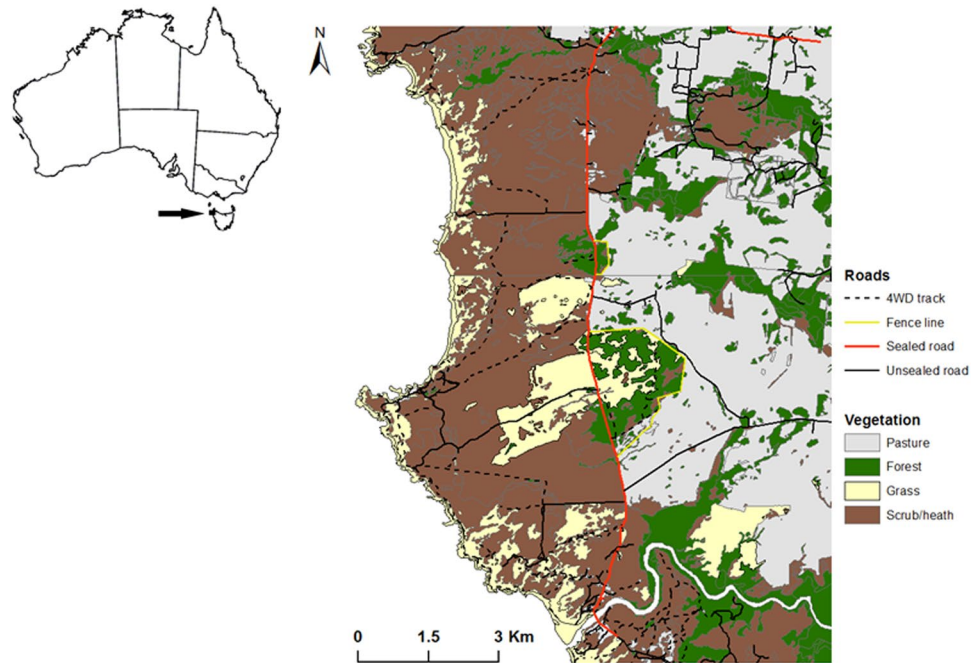 N
Roads
4WD track
Fence line
Sealed road
Unsealed road
Vegetation
Pasture
Forest
Grass
Scrub/heath
0 1.5 3 Km